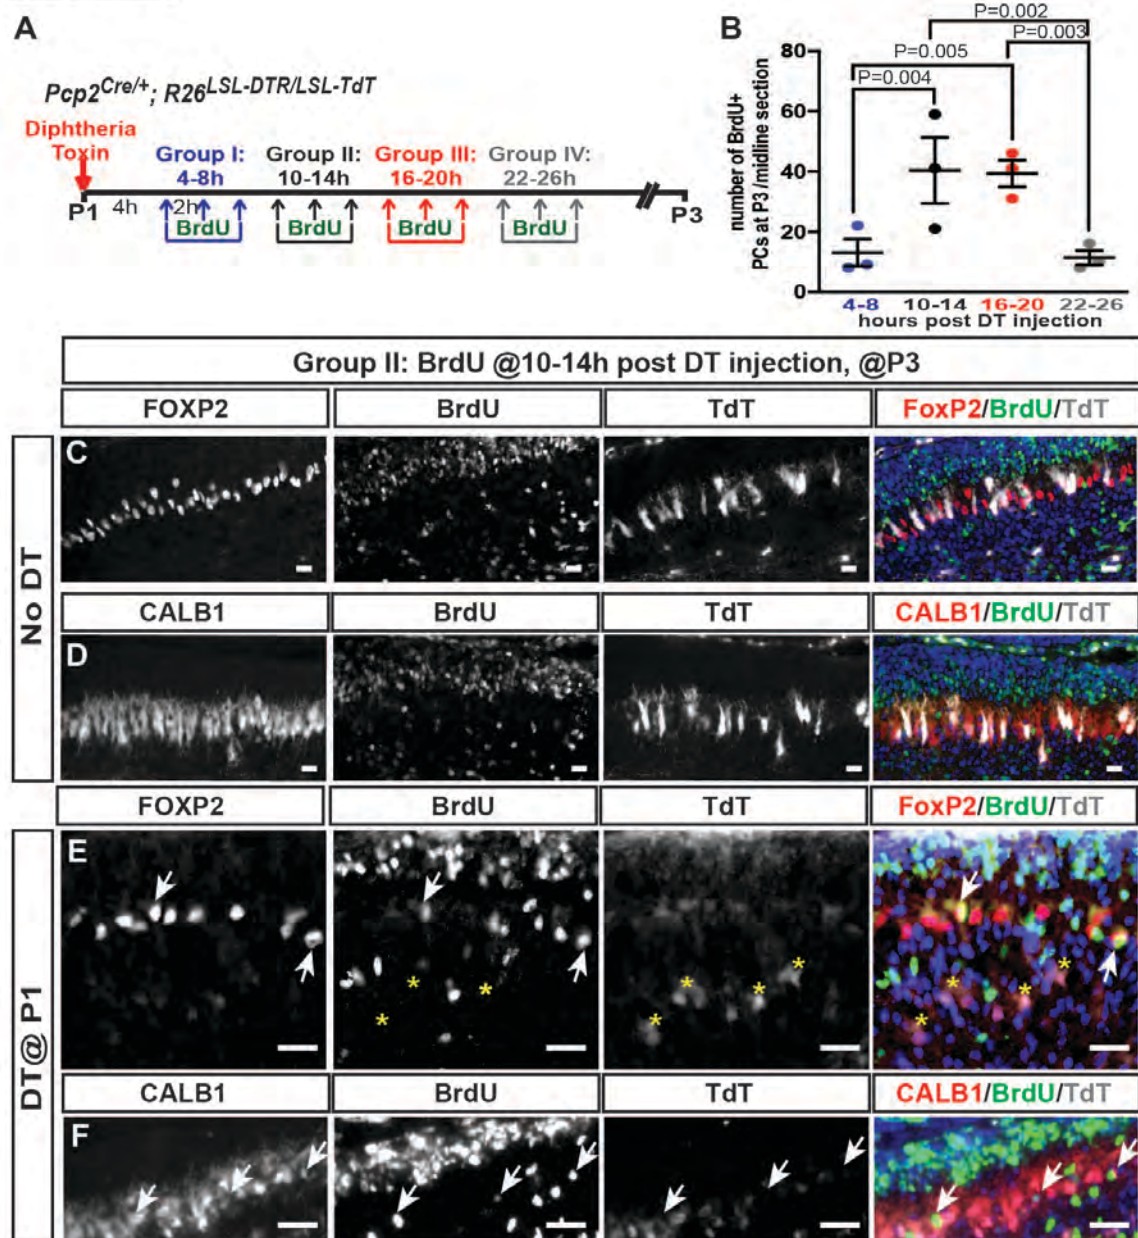 A
Pcp2Cre/+; R26LSL-DTR/LSL-TdT
Diphtheria
Toxin
Group I:
4-8h
Group II:
10-14h
Group III:
16-20h
Group IV:
22-26h
P1
4h
2h
BrdU
BrdU
BrdU
BrdU
P3
B
P=0.002
P=0.003
P=0.005
P=0.004
number of BrdU+
PCs at P3 /midline section
80
60
40
20
0
4-8
10-14
16-20
22-26
hours post DT injection
Group II: BrdU @10-14h post DT injection, @P3
FOXP2
BrdU
TdT
FoxP2/BrdU/TdT
No DT
C
CALB1
BrdU
TdT
CALB1/BrdU/TdT
D
FOXP2
BrdU
TdT
FoxP2/BrdU/TdT
DT@ P1
E
* * *
* * *
* * *
CALB1
BrdU
TdT
CALB1/BrdU/TdT
F